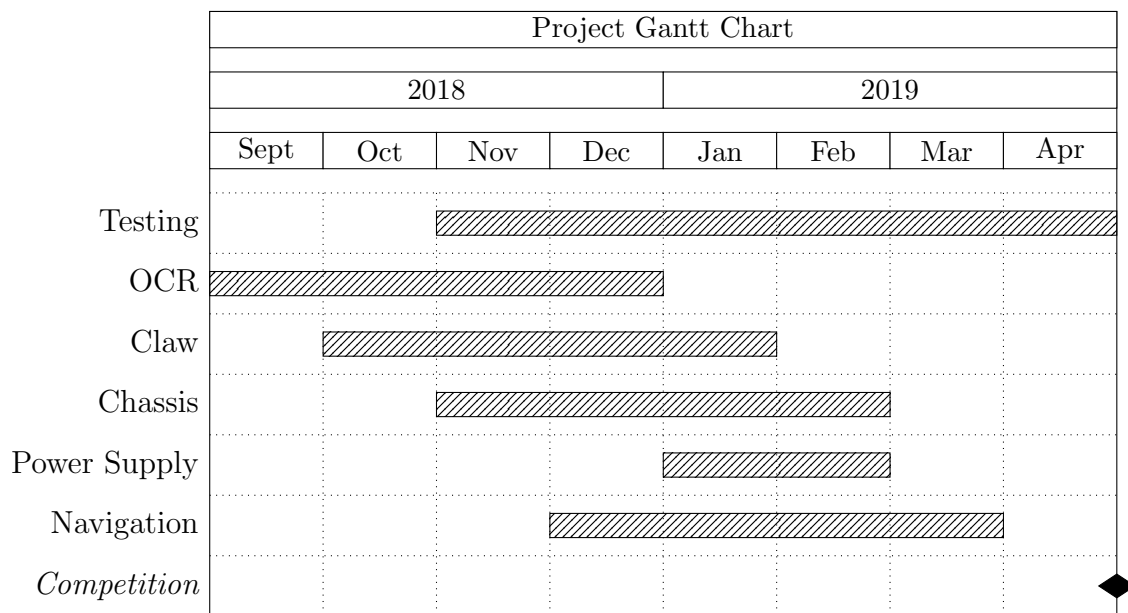 Project Gantt Chart
2018 2019
Sept Oct Nov Dec Jan Feb Mar Apr
Testing
OCR
Claw
Chassis
Power Supply
Navigation
Competition